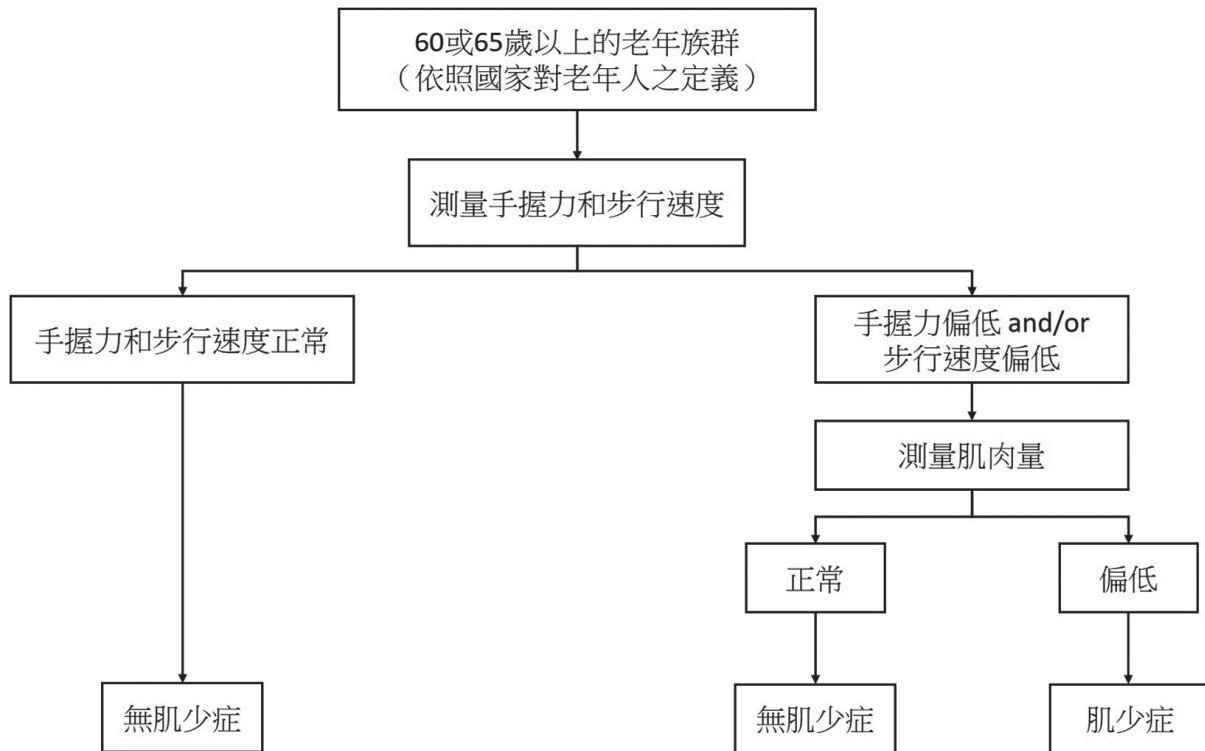 60或65歲以上的老年族群
（依照國家對老年人之定義）
測量手握力和步行速度
手握力和步行速度正常
手握力偏低 and/or
步行速度偏低
測量肌肉量
正常
偏低
無肌少症
無肌少症
肌少症